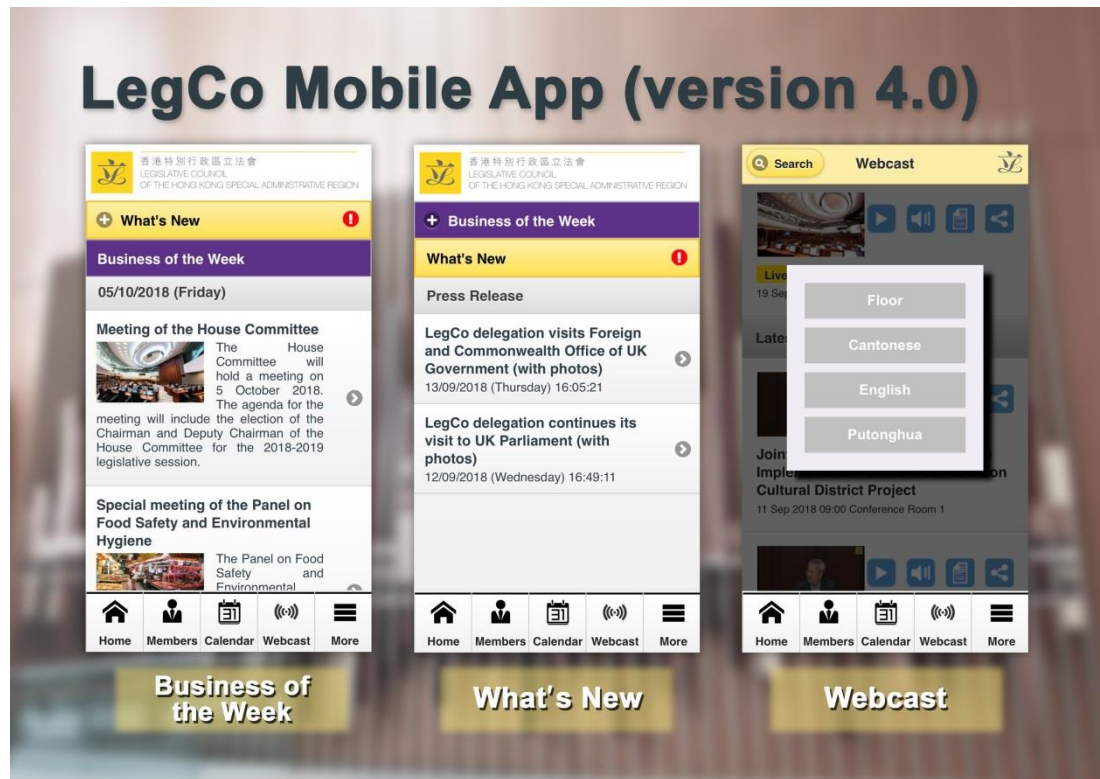 LegCo Mobile App (version 4.0)
香港特別行政區立法會
LEGISLATIVE COUNCIL
OF THE HONG KONG SPECIAL ADMINISTRATIVE REGION
What's New
Business of the Week
05/10/2018 (Friday)
Meeting of the House Committee
The House
Committee will
hold a meeting on
5 October 2018.
The agenda for the
meeting will include the election of the
Chairman and Deputy Chairman of the
House Committee for the 2018-2019
legislative session.
Special meeting of the Panel on
Food Safety and Environmental
Hygiene
The Panel on Food
Safety and
Environmental
Home Members Calendar Webcast More
Business of
the Week
香港特別行政區立法會
LEGISLATIVE COUNCIL
OF THE HONG KONG SPECIAL ADMINISTRATIVE REGION
Business of the Week
What's New
Press Release
LegCo delegation visits Foreign
and Commonwealth Office of UK
Government (with photos)
13/09/2018 (Thursday) 16:05:21
LegCo delegation continues its
visit to UK Parliament (with
photos)
12/09/2018 (Wednesday) 16:49:11
Home Members Calendar Webcast More
What's New
Search Webcast
Live
19 Sep
Floor
Cantonese
English
Putonghua
Cultural District Project
11 Sep 2018 09:00 Conference Room 1
Home Members Calendar Webcast More
Webcast